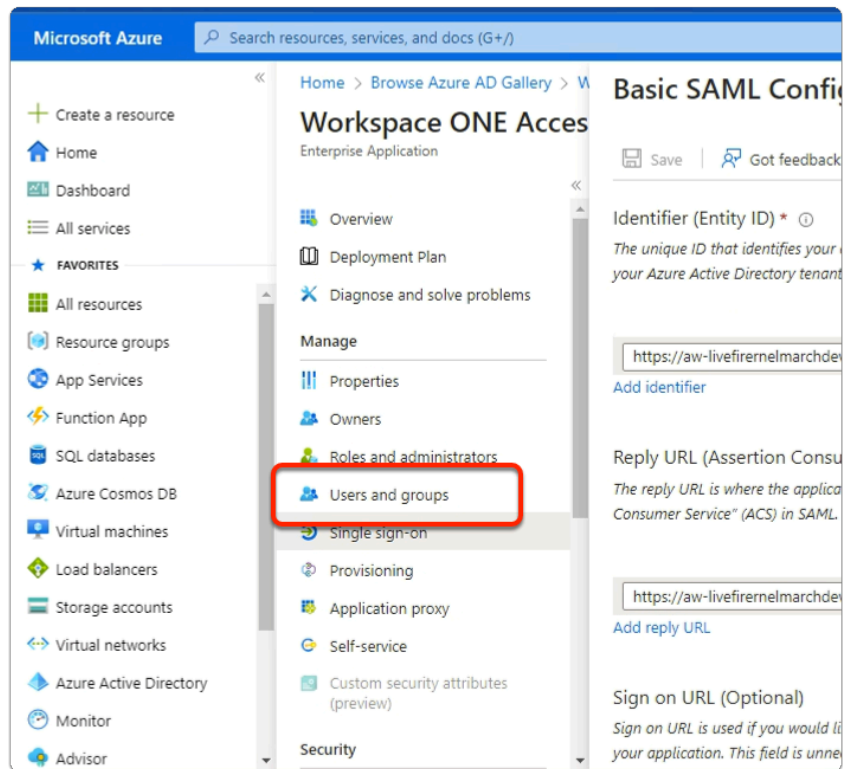 Microsoft Azure
Search resources, services, and docs (G+/)
Create a resource
Home
Dashboard
All services
FAVORITES
All resources
Resource groups
App Services
Function App
SQL databases
Azure Cosmos DB
Virtual machines
Load balancers
Storage accounts
Virtual networks
Azure Active Directory
Monitor
Advisor
Home > Browse Azure AD Gallery > W
Workspace ONE Acces
Enterprise Application
Overview
Deployment Plan
Diagnose and solve problems
Manage
Properties
Owners
Roles and administrators
Users and groups
Single sign-on
Provisioning
Application proxy
Self-service
Custom security attributes
(preview)
Security
Basic SAML Config
Save
Got feedback
Identifier (Entity ID) *
The unique ID that identifies your
your Azure Active Directory tenant
https://aw-livefirernelmarchdev
Add identifier
Reply URL (Assertion Consu
The reply URL is where the applica
Consumer Service" (ACS) in SAML.
https://aw-livefirernelmarchdev
Add reply URL
Sign on URL (Optional)
Sign on URL is used if you would li
your application. This field is unne